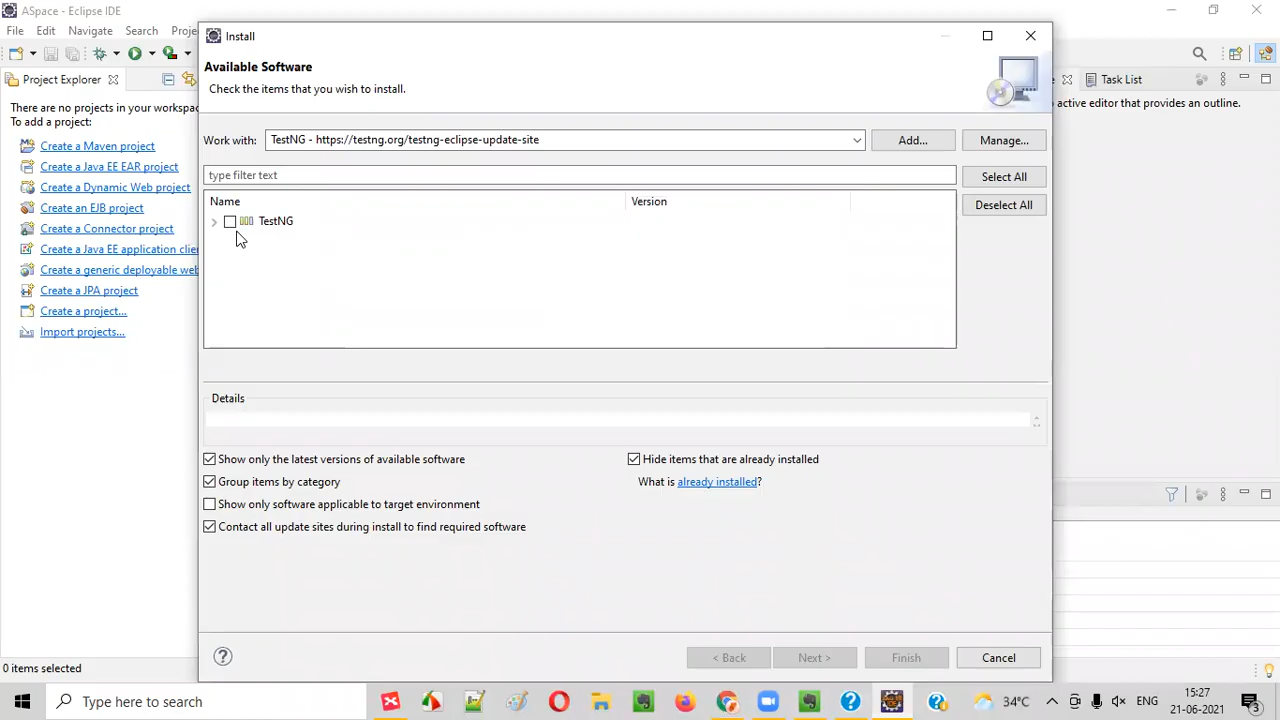 ASpace - Eclipse IDE
File Edit Navigate Search Proje
Project Explorer
There are no projects in your workspac
To add a project:
Create a Maven project
Create a Java EE EAR project
Create a Dynamic Web project
Create an EJB project
Create a Connector project
Create a Java EE application clien
Create a generic deployable web
Create a JPA project
Create a project...
Import projects...
0 items selected
Install
Available Software
Check the items that you wish to install.
Work with: TestNG - https://testng.org/testng-eclipse-update-site
Add...
Manage...
type filter text
Select All
Deselect All
Name Version
TestNG
Details
Show only the latest versions of available software
Hide items that are already installed
Group items by category
What is already installed?
Show only software applicable to target environment
Contact all update sites during install to find required software
< Back Next > Finish Cancel
Task List
active editor that provides an outline.
Type here to search
34°C
ENG
15:27
21-06-2021
3